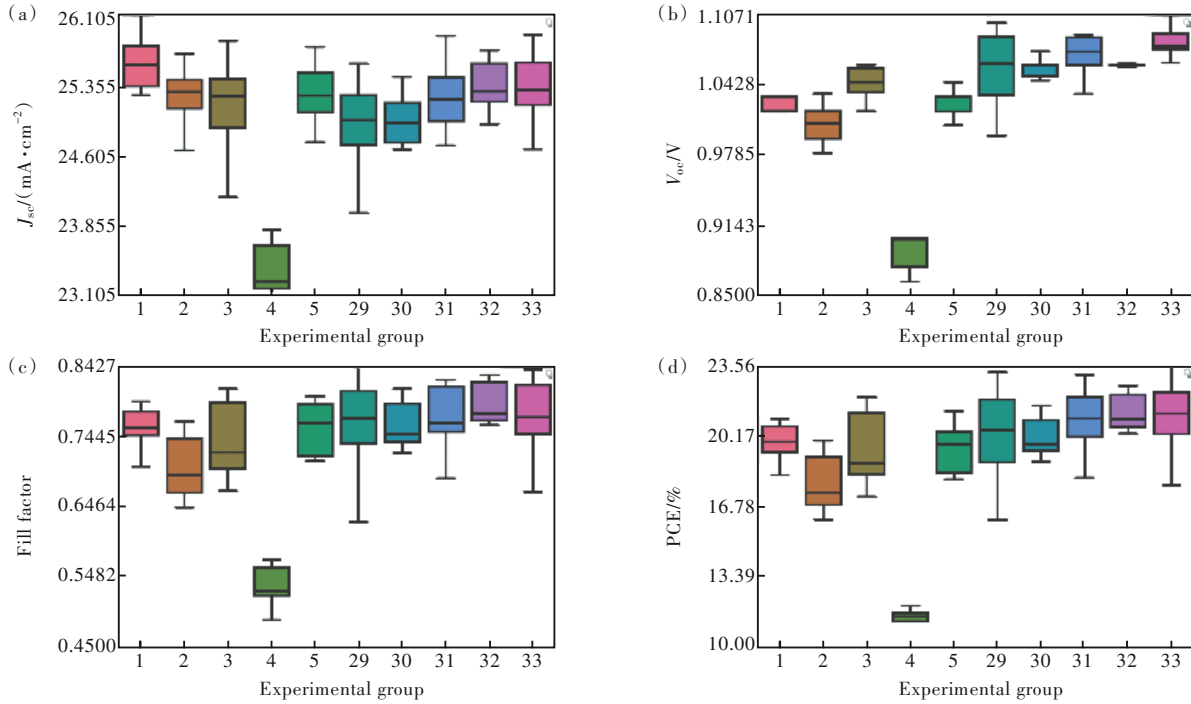 (a)
26.105
25.355
24.605
23.855
23.105
J_sc/(mA·cm⁻²)
1 2 3 4 5 29 30 31 32 33
Experimental group
(b)
1.1071
1.0428
0.9785
0.9143
0.8500
V_oc/V
1 2 3 4 5 29 30 31 32 33
Experimental group
(c)
0.8427
0.7445
0.6464
0.5482
0.4500
Fill factor
1 2 3 4 5 29 30 31 32 33
Experimental group
(d)
23.56
20.17
16.78
13.39
10.00
PCE/%
1 2 3 4 5 29 30 31 32 33
Experimental group